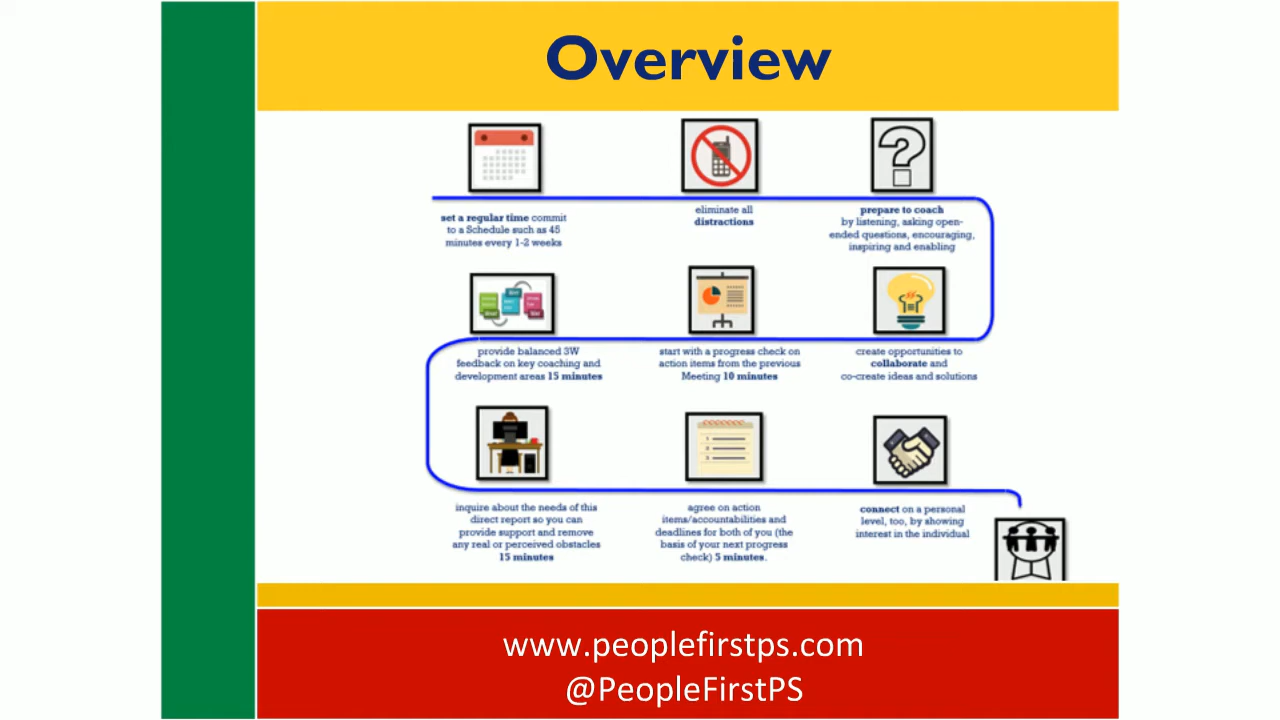 Overview
set a regular time commit
to a Schedule such as 45
minutes every 1-2 weeks
eliminate all
distractions
prepare to coach
by listening, asking open-
ended questions, encouraging,
inspiring and enabling
provide balanced 3W
feedback on key coaching and
development areas 15 minutes
start with a progress check on
action items from the previous
Meeting 10 minutes
create opportunities to
collaborate and
co-create ideas and solutions
inquire about the needs of this
direct report so you can
provide support and remove
any real or perceived obstacles
15 minutes
agree on action
items/accountabilities and
deadlines for both of you (the
basis of your next progress
check) 5 minutes.
connect on a personal
level, too, by showing
interest in the individual
www.peoplefirstps.com
@PeopleFirstPS